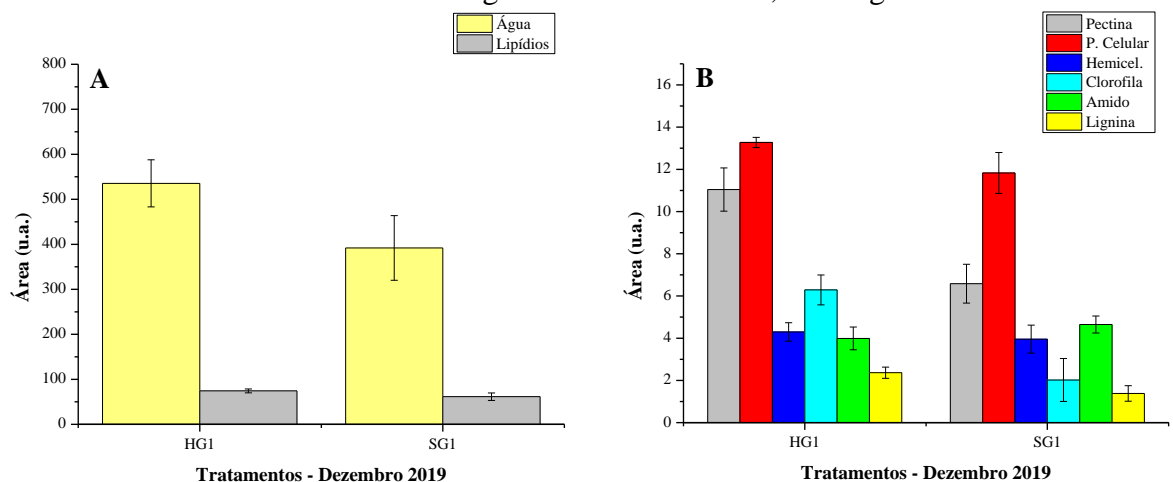 Água
Lipídios
A
800
700
600
500
400
300
200
100
0
Área (u.a.)
HG1
SG1
Tratamentos - Dezembro 2019
Pectina
P. Celular
Hemicel.
Clorofila
Amido
Lignina
B
16
14
12
10
8
6
4
2
0
Área (u.a.)
HG1
SG1
Tratamentos - Dezembro 2019